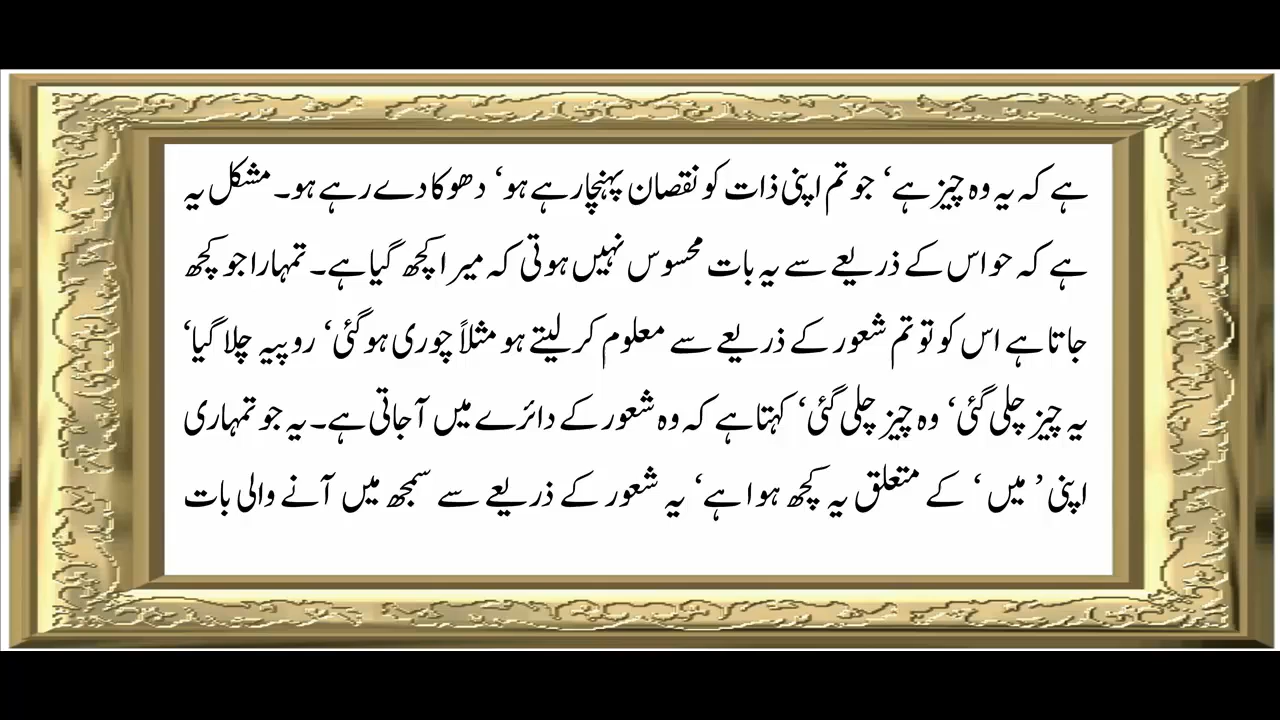 ہے کہ یہ وہ چیز ہے‘ جو تم اپنی ذات کو نقصان پہنچا رہے ہو‘ دھوکا دے رہے ہو۔ مشکل یہ
ہے کہ حواس کے ذریعے سے یہ بات محسوس نہیں ہوتی کہ میرا کچھ گیا ہے۔ تمہارا جو کچھ
جاتا ہے اس کو تو تم شعور کے ذریعے سے معلوم کر لیتے ہو مثلاً چوری ہو گئی‘ روپیہ چلا گیا‘
یہ چیز چلی گئی‘ وہ چیز چلی گئی‘ کہتا ہے کہ وہ شعور کے دائرے میں آجاتی ہے۔ یہ جو تمہاری
اپنی ’میں‘ کے متعلق یہ کچھ ہوا ہے‘ یہ شعور کے ذریعے سے سمجھ میں آنے والی بات